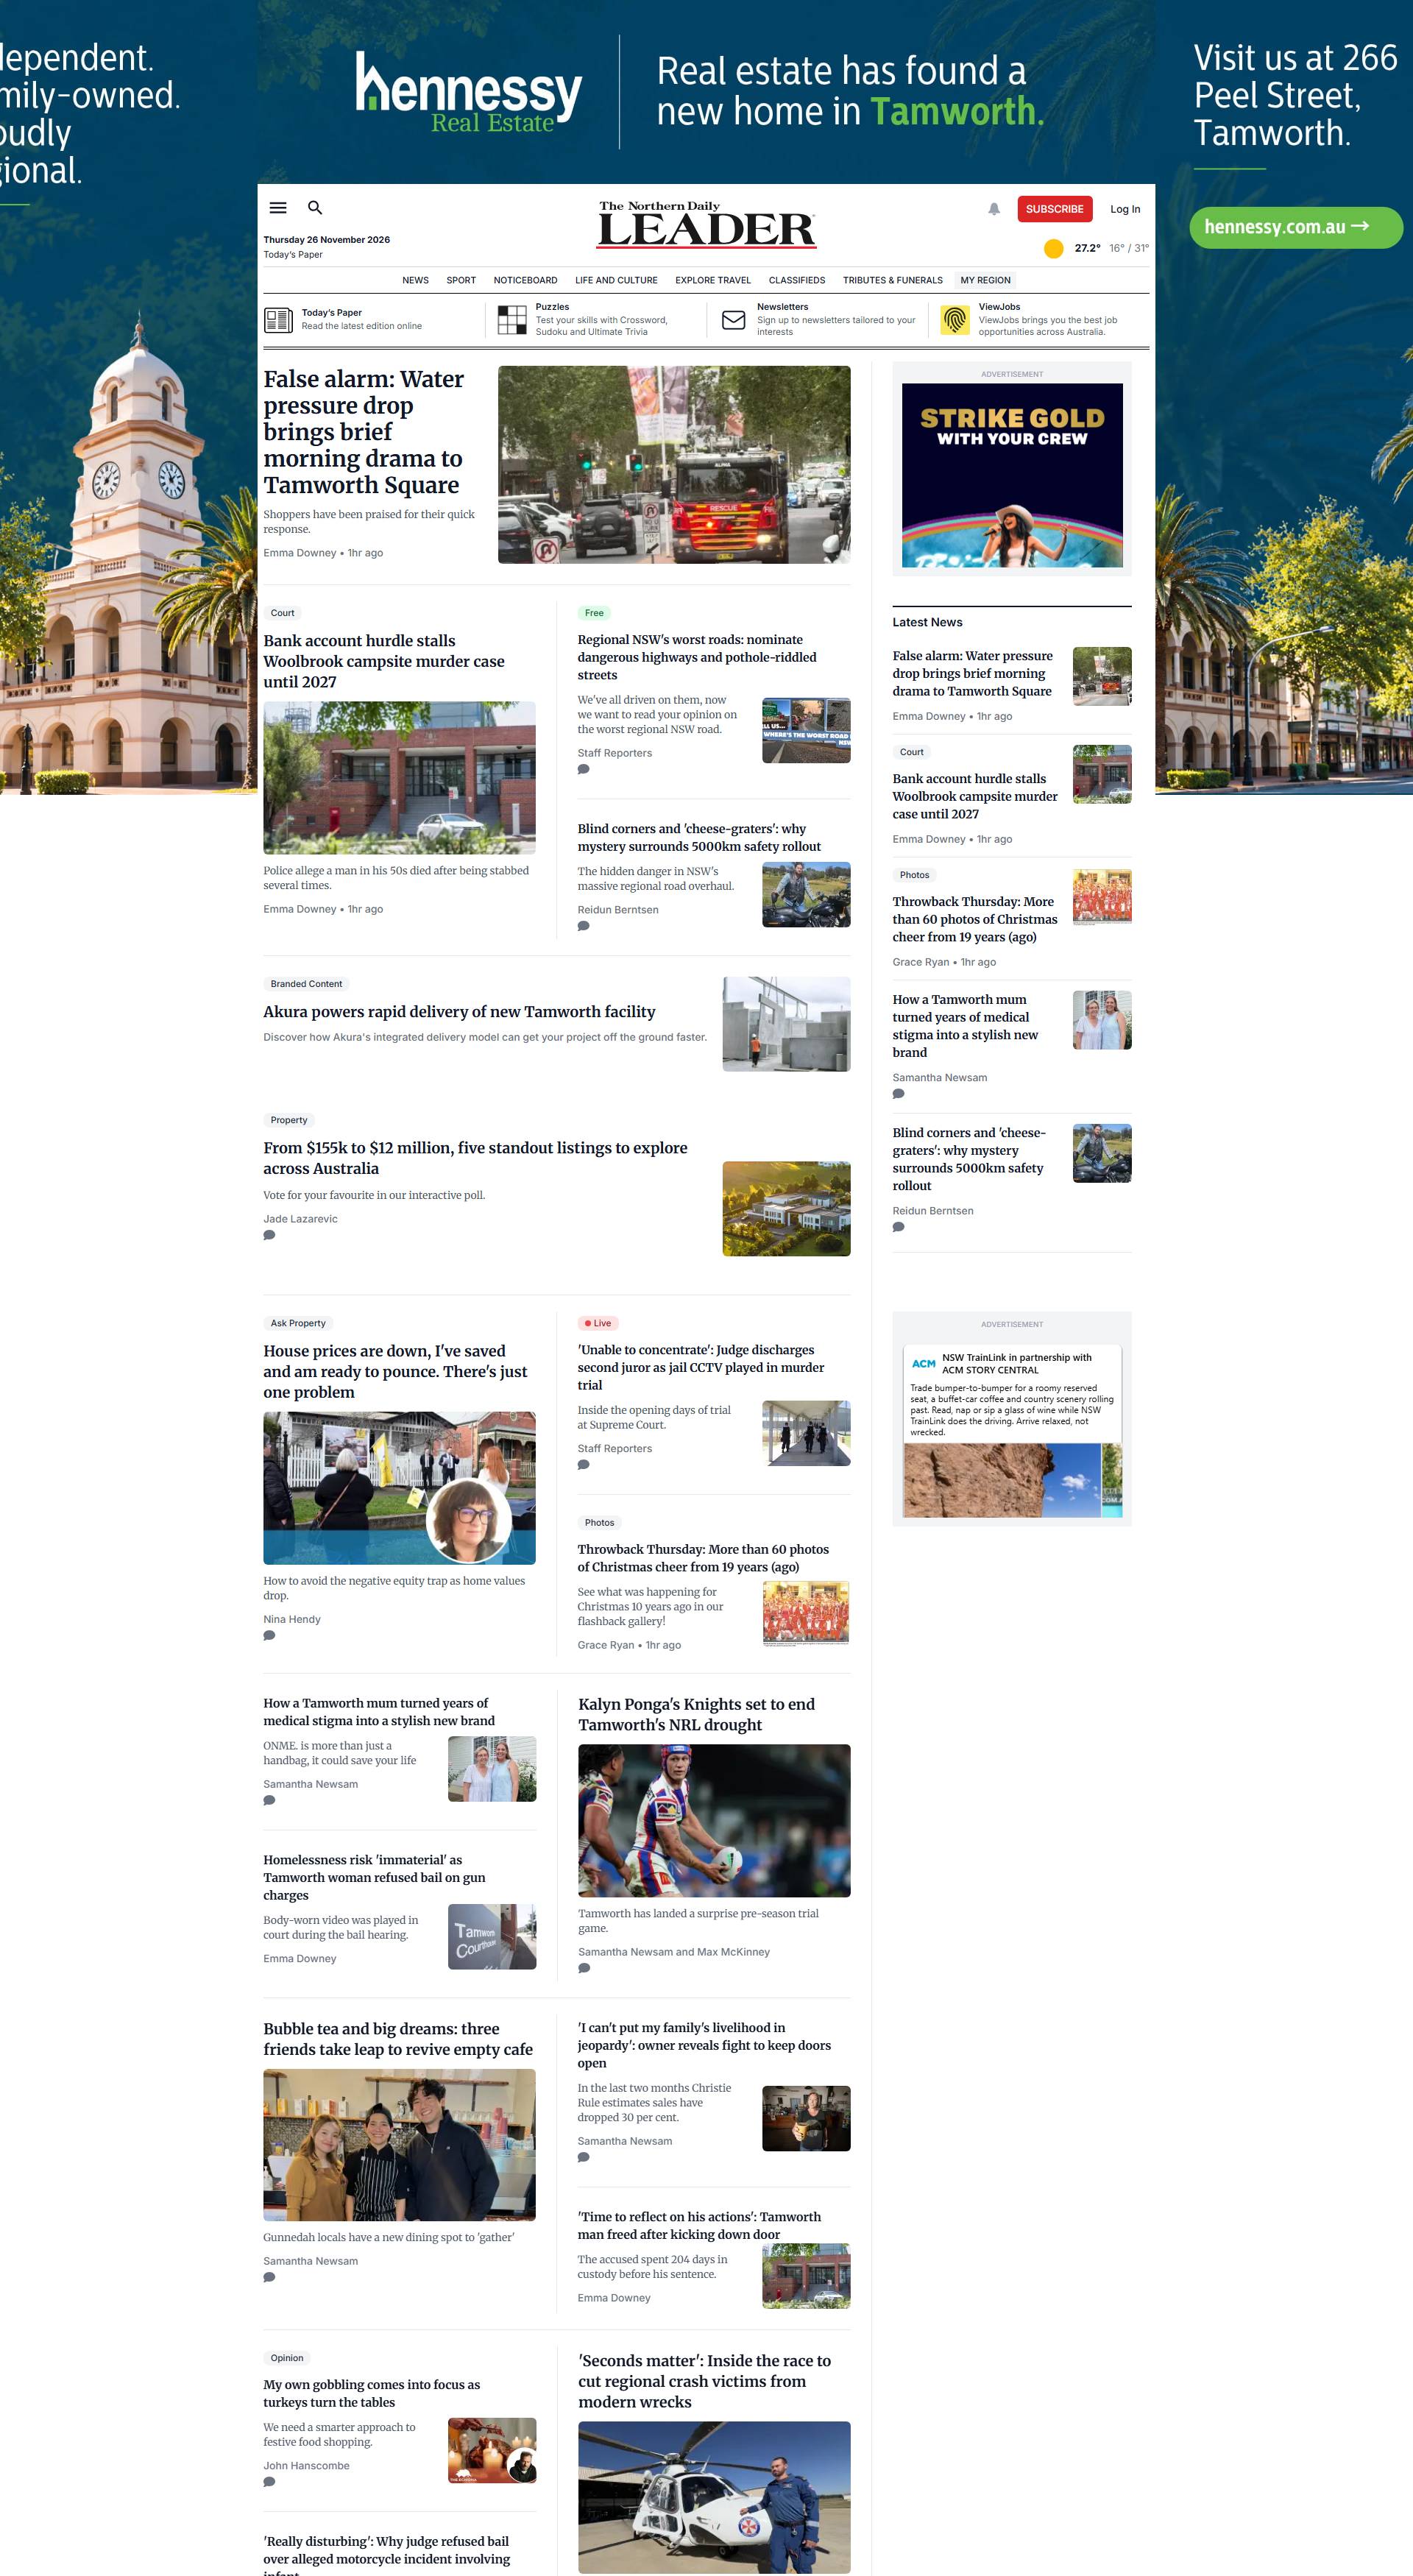 dependent.
mily-owned.
oudly
gional.
hennessy
Real Estate
Real estate has found a
new home in Tamworth.
Visit us at 266
Peel Street,
Tamworth.
hennessy.com.au →
The Northern Daily
LEADER
SUBSCRIBE
Log In
Thursday 26 November 2026
Today's Paper
27.2° 16° / 31°
NEWS SPORT NOTICEBOARD LIFE AND CULTURE EXPLORE TRAVEL CLASSIFIEDS TRIBUTES & FUNERALS MY REGION
Today's Paper
Read the latest edition online
Puzzles
Test your skills with Crossword,
Sudoku and Ultimate Trivia
Newsletters
Sign up to newsletters tailored to your
interests
ViewJobs
ViewJobs brings you the best job
opportunities across Australia.
False alarm: Water
pressure drop
brings brief
morning drama to
Tamworth Square
Shoppers have been praised for their quick
response.
Emma Downey • 1hr ago
RESCUE
Court
Bank account hurdle stalls
Woolbrook campsite murder case
until 2027
Police allege a man in his 50s died after being stabbed
several times.
Emma Downey • 1hr ago
Free
Regional NSW's worst roads: nominate
dangerous highways and pothole-riddled
streets
We've all driven on them, now
we want to read your opinion on
the worst regional NSW road.
Staff Reporters
LL US...
WHERE'S THE WORST ROAD
NSW
Blind corners and 'cheese-graters': why
mystery surrounds 5000km safety rollout
The hidden danger in NSW's
massive regional road overhaul.
Reidun Berntsen
Branded Content
Akura powers rapid delivery of new Tamworth facility
Discover how Akura's integrated delivery model can get your project off the ground faster.
Property
From $155k to $12 million, five standout listings to explore
across Australia
Vote for your favourite in our interactive poll.
Jade Lazarevic
Ask Property
House prices are down, I've saved
and am ready to pounce. There's just
one problem
How to avoid the negative equity trap as home values
drop.
Nina Hendy
Live
'Unable to concentrate': Judge discharges
second juror as jail CCTV played in murder
trial
Inside the opening days of trial
at Supreme Court.
Staff Reporters
Photos
Throwback Thursday: More than 60 photos
of Christmas cheer from 19 years (ago)
See what was happening for
Christmas 10 years ago in our
flashback gallery!
Grace Ryan • 1hr ago
How a Tamworth mum turned years of
medical stigma into a stylish new brand
ONME. is more than just a
handbag, it could save your life
Samantha Newsam
Homelessness risk 'immaterial' as
Tamworth woman refused bail on gun
charges
Body-worn video was played in
court during the bail hearing.
Emma Downey
Tamworth
Courthouse
Kalyn Ponga's Knights set to end
Tamworth's NRL drought
Tamworth has landed a surprise pre-season trial
game.
Samantha Newsam and Max McKinney
Bubble tea and big dreams: three
friends take leap to revive empty cafe
Gunnedah locals have a new dining spot to 'gather'
Samantha Newsam
'I can't put my family's livelihood in
jeopardy': owner reveals fight to keep doors
open
In the last two months Christie
Rule estimates sales have
dropped 30 per cent.
Samantha Newsam
'Time to reflect on his actions': Tamworth
man freed after kicking down door
The accused spent 204 days in
custody before his sentence.
Emma Downey
Opinion
My own gobbling comes into focus as
turkeys turn the tables
We need a smarter approach to
festive food shopping.
John Hanscombe
'Really disturbing': Why judge refused bail
over alleged motorcycle incident involving
infant
'Seconds matter': Inside the race to
cut regional crash victims from
modern wrecks
ADVERTISEMENT
STRIKE GOLD
WITH YOUR CREW
Latest News
False alarm: Water pressure
drop brings brief morning
drama to Tamworth Square
Emma Downey • 1hr ago
Court
Bank account hurdle stalls
Woolbrook campsite murder
case until 2027
Emma Downey • 1hr ago
Photos
Throwback Thursday: More
than 60 photos of Christmas
cheer from 19 years (ago)
Grace Ryan • 1hr ago
How a Tamworth mum
turned years of medical
stigma into a stylish new
brand
Samantha Newsam
Blind corners and 'cheese-
graters': why mystery
surrounds 5000km safety
rollout
Reidun Berntsen
ADVERTISEMENT
ACM
NSW TrainLink in partnership with
ACM STORY CENTRAL
Trade bumper-to-bumper for a roomy reserved
seat, a buffet-car coffee and country scenery rolling
past. Read, nap or sip a glass of wine while NSW
TrainLink does the driving. Arrive relaxed, not
wrecked.